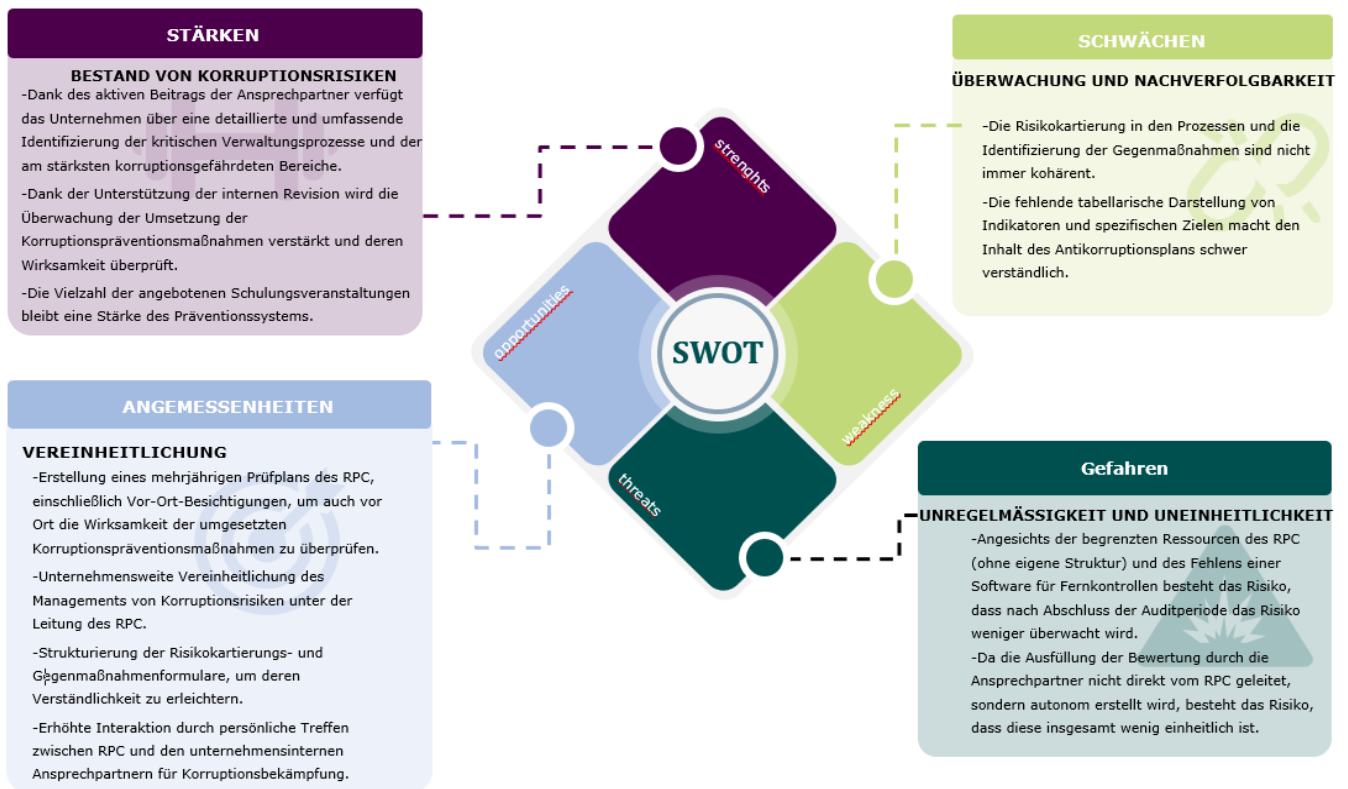 STÄRKEN
BESTAND VON KORRUPTIONSRISIKEN
-Dank des aktiven Beitrags der Ansprechpartner verfügt
das Unternehmen über eine detaillierte und umfassende
Identifizierung der kritischen Verwaltungsprozesse und der
am stärksten korruptionsgefährdeten Bereiche.
-Dank der Unterstützung der internen Revision wird die
Überwachung der Umsetzung der
Korruptionspräventionsmaßnahmen verstärkt und deren
Wirksamkeit überprüft.
-Die Vielzahl der angebotenen Schulungsveranstaltungen
bleibt eine Stärke des Präventionssystems.
SCHWÄCHEN
ÜBERWACHUNG UND NACHVERFOLGBARKEIT
-Die Risikokartierung in den Prozessen und die
Identifizierung der Gegenmaßnahmen sind nicht
immer kohärent.
-Die fehlende tabellarische Darstellung von
Indikatoren und spezifischen Zielen macht den
Inhalt des Antikorruptionsplans schwer
verständlich.
strenghts
opportunities
SWOT
weakness
threats
ANGEMESSENHEITEN
VEREINHEITLICHUNG
-Erstellung eines mehrjährigen Prüfplans des RPC,
einschließlich Vor-Ort-Besichtigungen, um auch vor
Ort die Wirksamkeit der umgesetzten
Korruptionspräventionsmaßnahmen zu überprüfen.
-Unternehmensweite Vereinheitlichung des
Managements von Korruptionsrisiken unter der
Leitung des RPC.
-Strukturierung der Risikokartierungs- und
Gegenmaßnahmenformulare, um deren
Verständlichkeit zu erleichtern.
-Erhöhte Interaktion durch persönliche Treffen
zwischen RPC und den unternehmensinternen
Ansprechpartnern für Korruptionsbekämpfung.
Gefahren
UNREGELMÄSSIGKEIT UND UNEINHEITLICHKEIT
-Angesichts der begrenzten Ressourcen des RPC
(ohne eigene Struktur) und des Fehlens einer
Software für Fernkontrollen besteht das Risiko,
dass nach Abschluss der Auditperiode das Risiko
weniger überwacht wird.
-Da die Ausfüllung der Bewertung durch die
Ansprechpartner nicht direkt vom RPC geleitet,
sondern autonom erstellt wird, besteht das Risiko,
dass diese insgesamt wenig einheitlich ist.